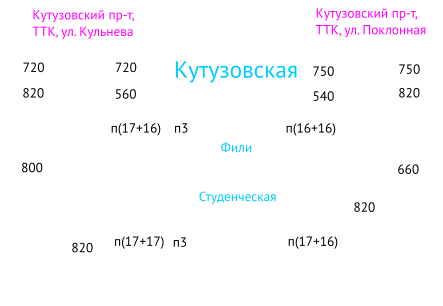 Кутузовский пр-т,
ТТК, ул. Кульнева
Кутузовский пр-т,
ТТК, ул. Поклонная
720 720 Кутузовская 750 750
820 560 540 820
п(17+16) п3 п(16+16)
Фили
800 660
Студенческая
820
820 п(17+17) п3 п(17+16)